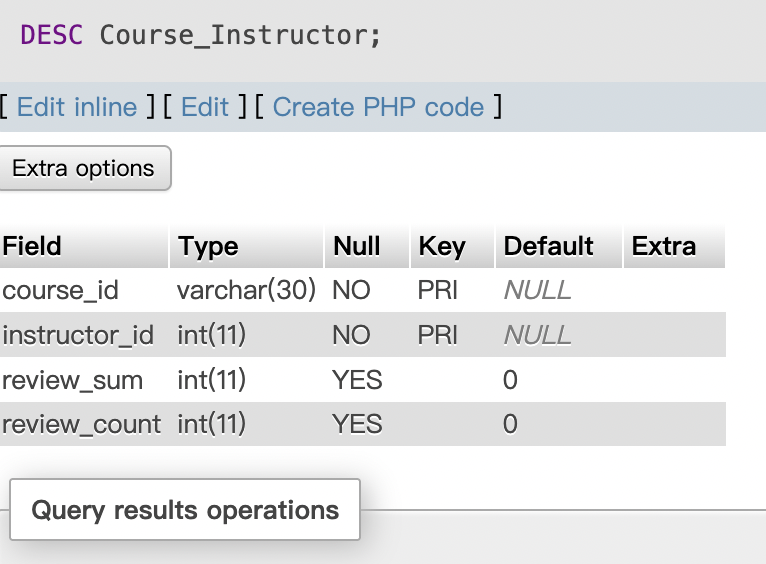 DESC Course_Instructor;
[ Edit inline ] [ Edit ] [ Create PHP code ]
Extra options
Field Type Null Key Default Extra
course_id varchar(30) NO PRI NULL
instructor_id int(11) NO PRI NULL
review_sum int(11) YES 0
review_count int(11) YES 0
Query results operations